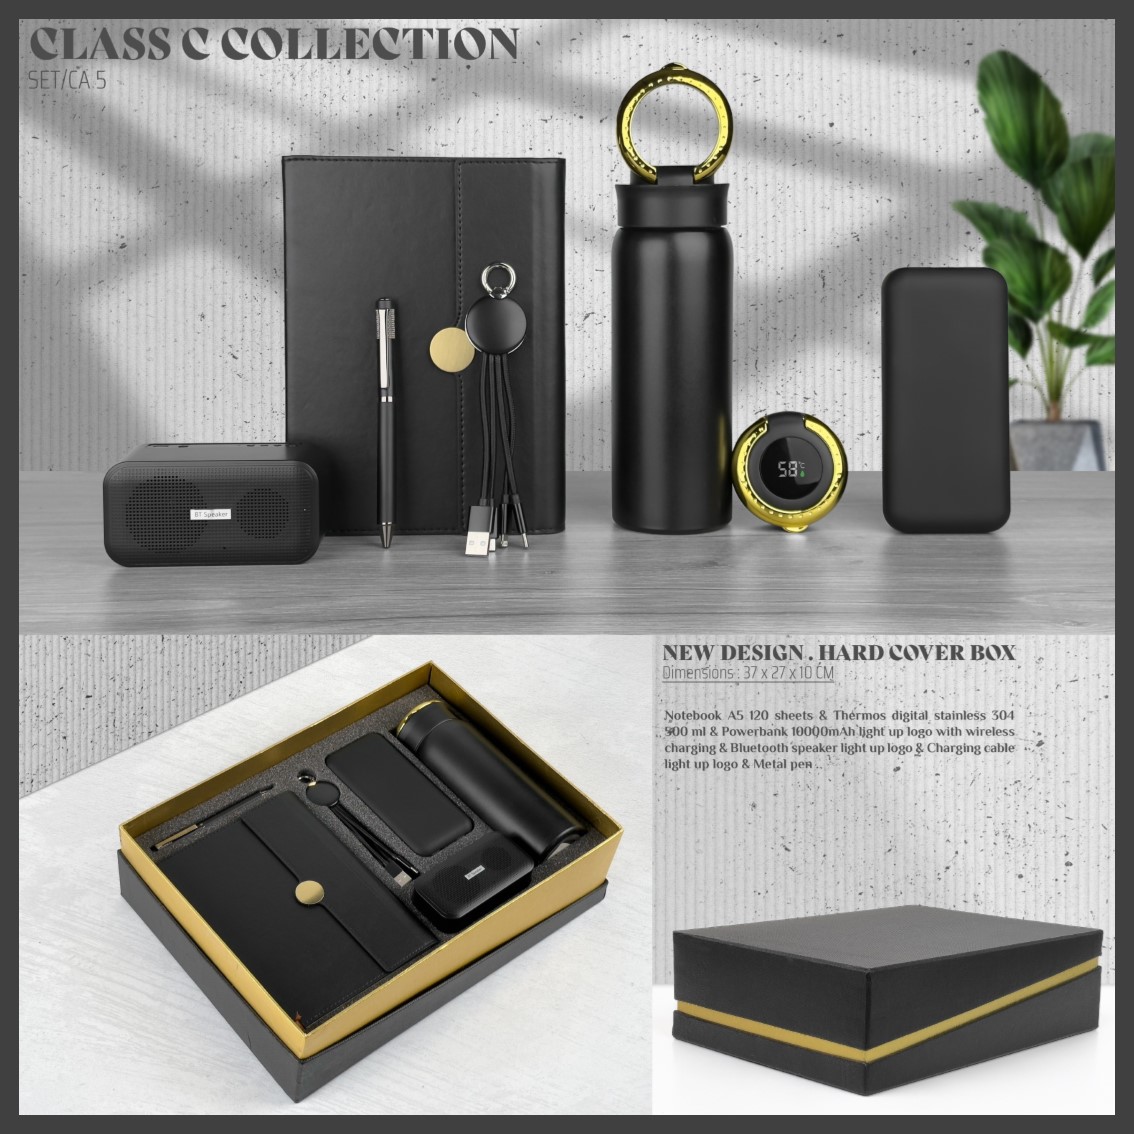 CLASS C COLLECTION
SET/CA 5
BT Speaker
58°C
NEW DESIGN . HARD COVER BOX
Dimensions : 37 x 27 x 10 CM
Notebook A5 120 sheets & Thermos digital stainless 304
500 ml & Powerbank 10000mAh light up logo with wireless
charging & Bluetooth speaker light up logo & Charging cable
light up logo & Metal pen ..